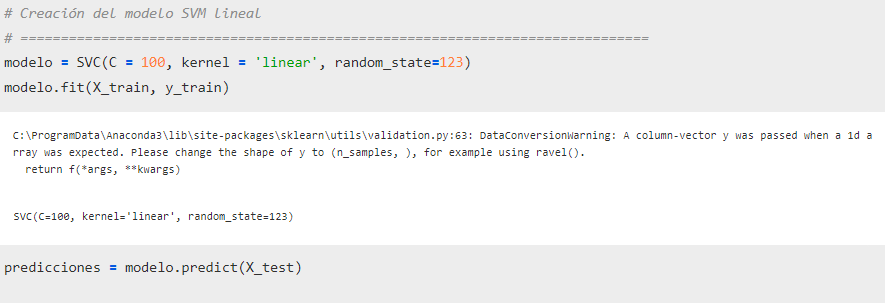 # Creación del modelo SVM lineal
# ==============================================================================
modelo = SVC(C = 100, kernel = 'linear', random_state=123)
modelo.fit(X_train, y_train)
C:\ProgramData\Anaconda3\lib\site-packages\sklearn\utils\validation.py:63: DataConversionWarning: A column-vector y was passed when a 1d a
rray was expected. Please change the shape of y to (n_samples, ), for example using ravel().
  return f(*args, **kwargs)
SVC(C=100, kernel='linear', random_state=123)
predicciones = modelo.predict(X_test)